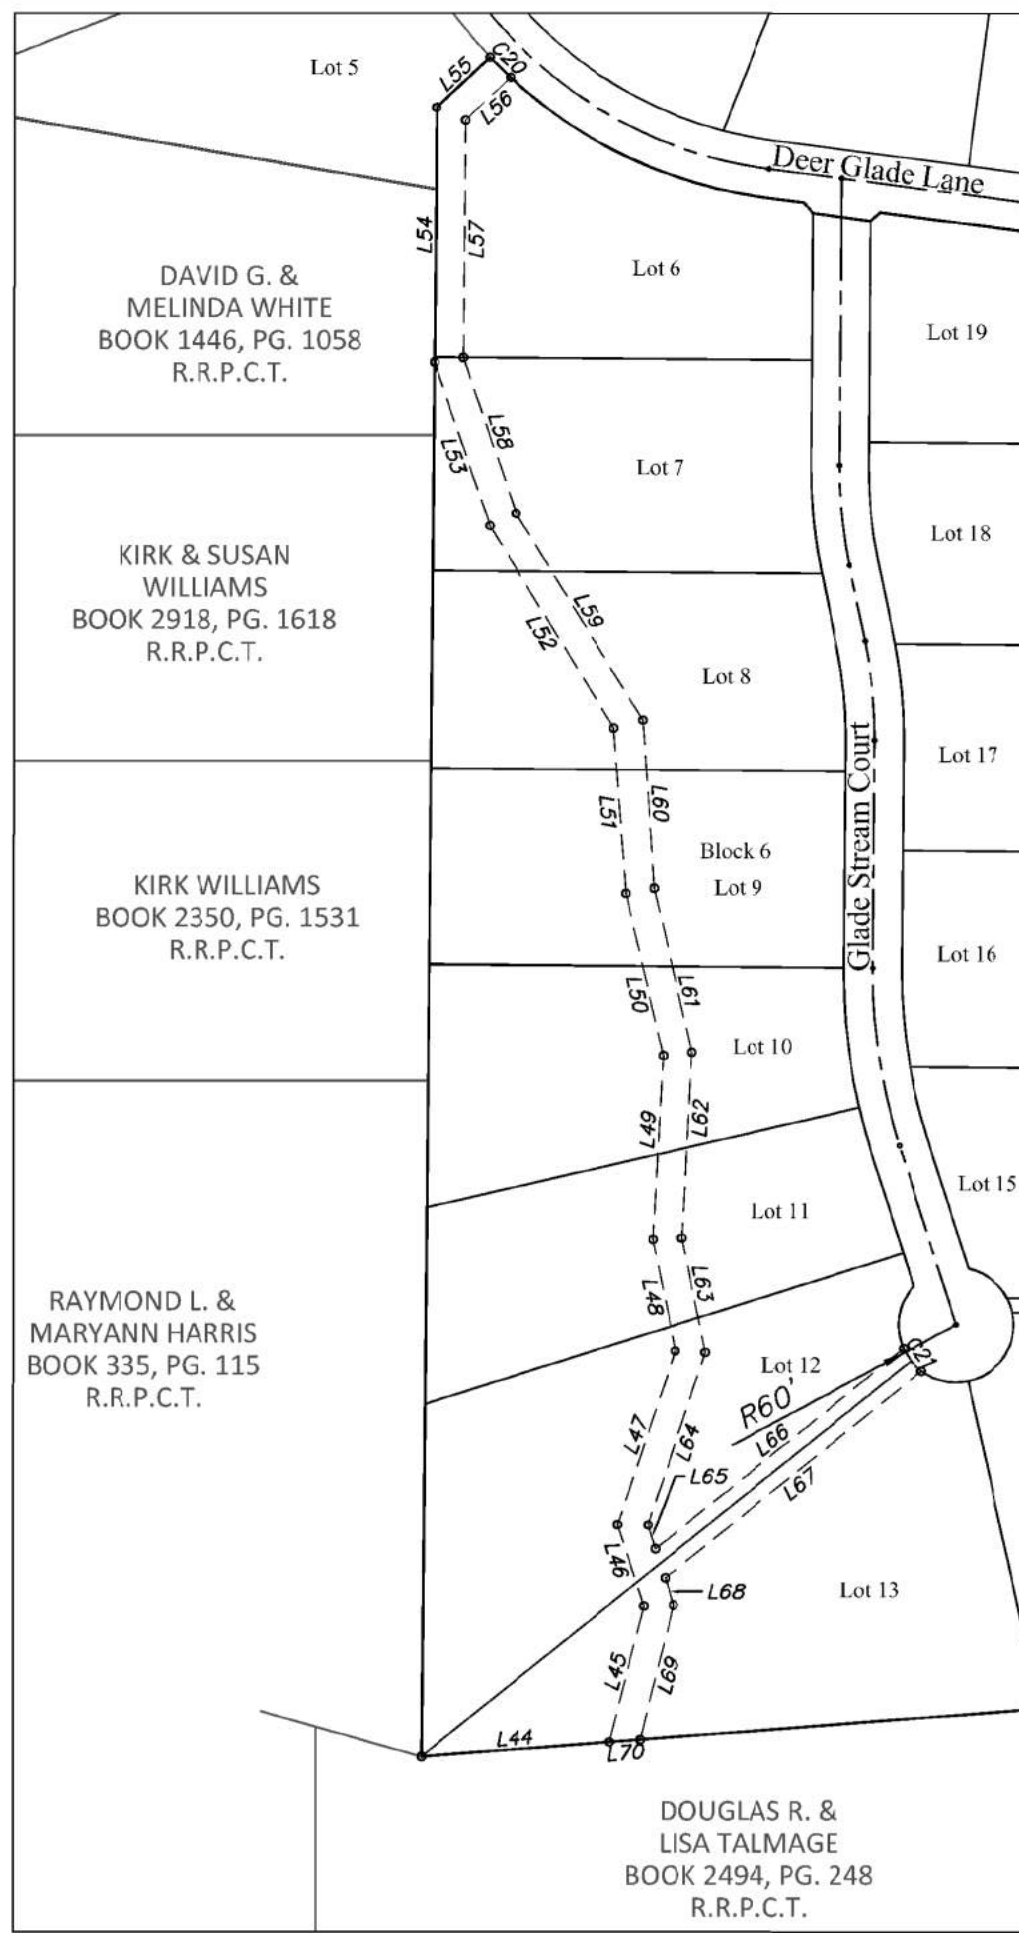 Lot 5
L55
C20
L56
Deer Glade Lane
L54
L57
DAVID G. &
MELINDA WHITE
BOOK 1446, PG. 1058
R.R.P.C.T.
Lot 6
Lot 19
L53
L58
Lot 7
Lot 18
KIRK & SUSAN
WILLIAMS
BOOK 2918, PG. 1618
R.R.P.C.T.
L52
L59
Lot 8
Lot 17
L51
L60
Block 6
Lot 9
Glade Stream Court
KIRK WILLIAMS
BOOK 2350, PG. 1531
R.R.P.C.T.
Lot 16
L50
L61
Lot 10
L49
L62
Lot 11
Lot 15
L48
L63
RAYMOND L. &
MARYANN HARRIS
BOOK 335, PG. 115
R.R.P.C.T.
Lot 12
C21
R60'
L47
L64
L66
L65
L67
L46
L68
Lot 13
L45
L69
L44
L70
DOUGLAS R. &
LISA TALMAGE
BOOK 2494, PG. 248
R.R.P.C.T.